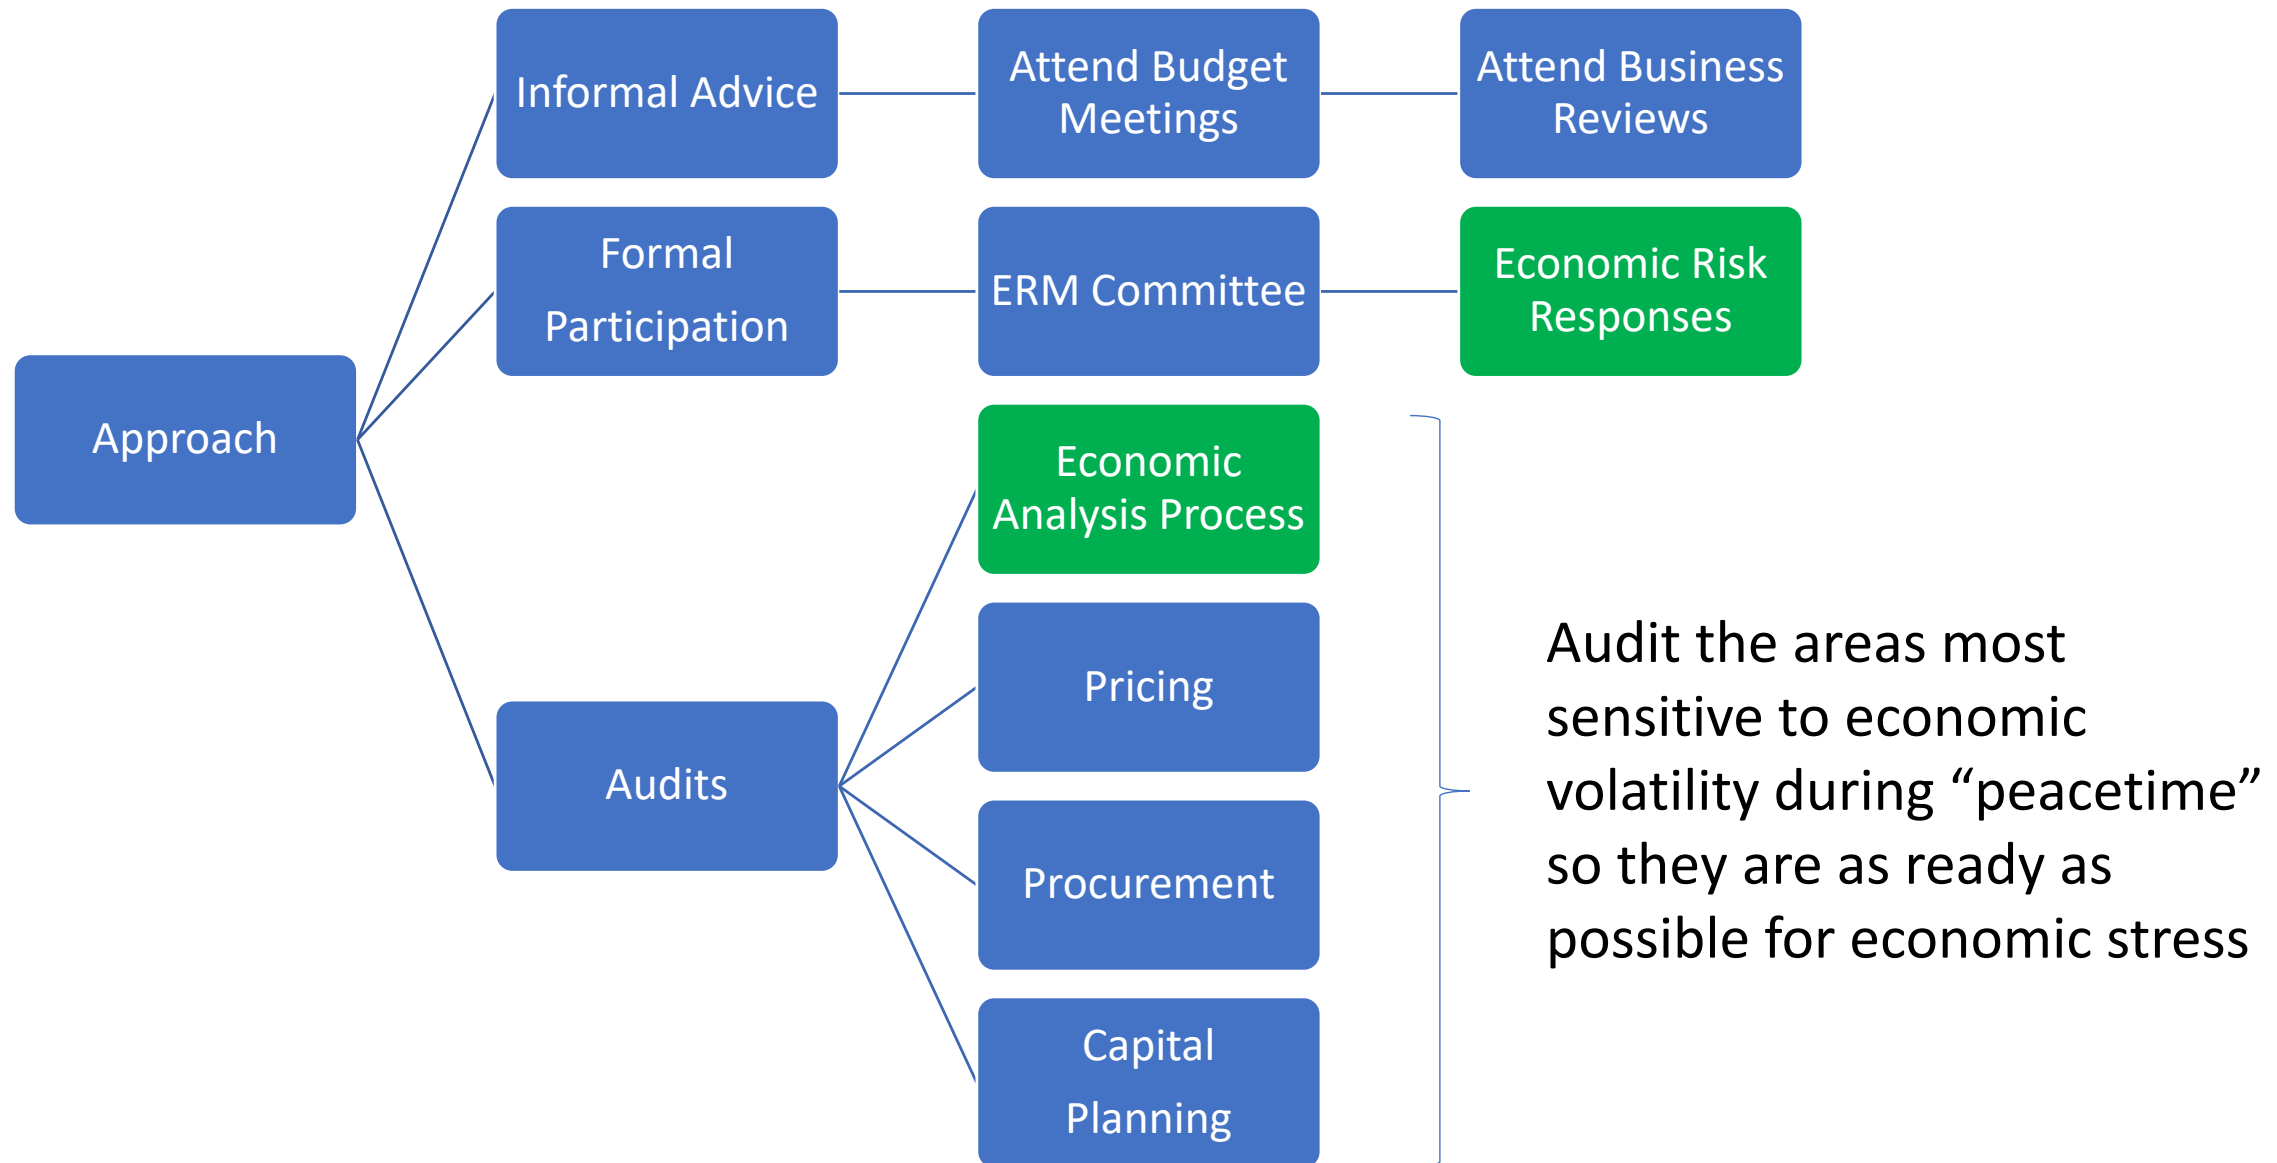 Informal Advice
Attend Budget
Meetings
Attend Business
Reviews
Formal
Participation
ERM Committee
Economic Risk
Responses
Approach
Economic
Analysis Process
Pricing
Audits
Procurement
Capital
Planning
Audit the areas most
sensitive to economic
volatility during “peacetime”
so they are as ready as
possible for economic stress